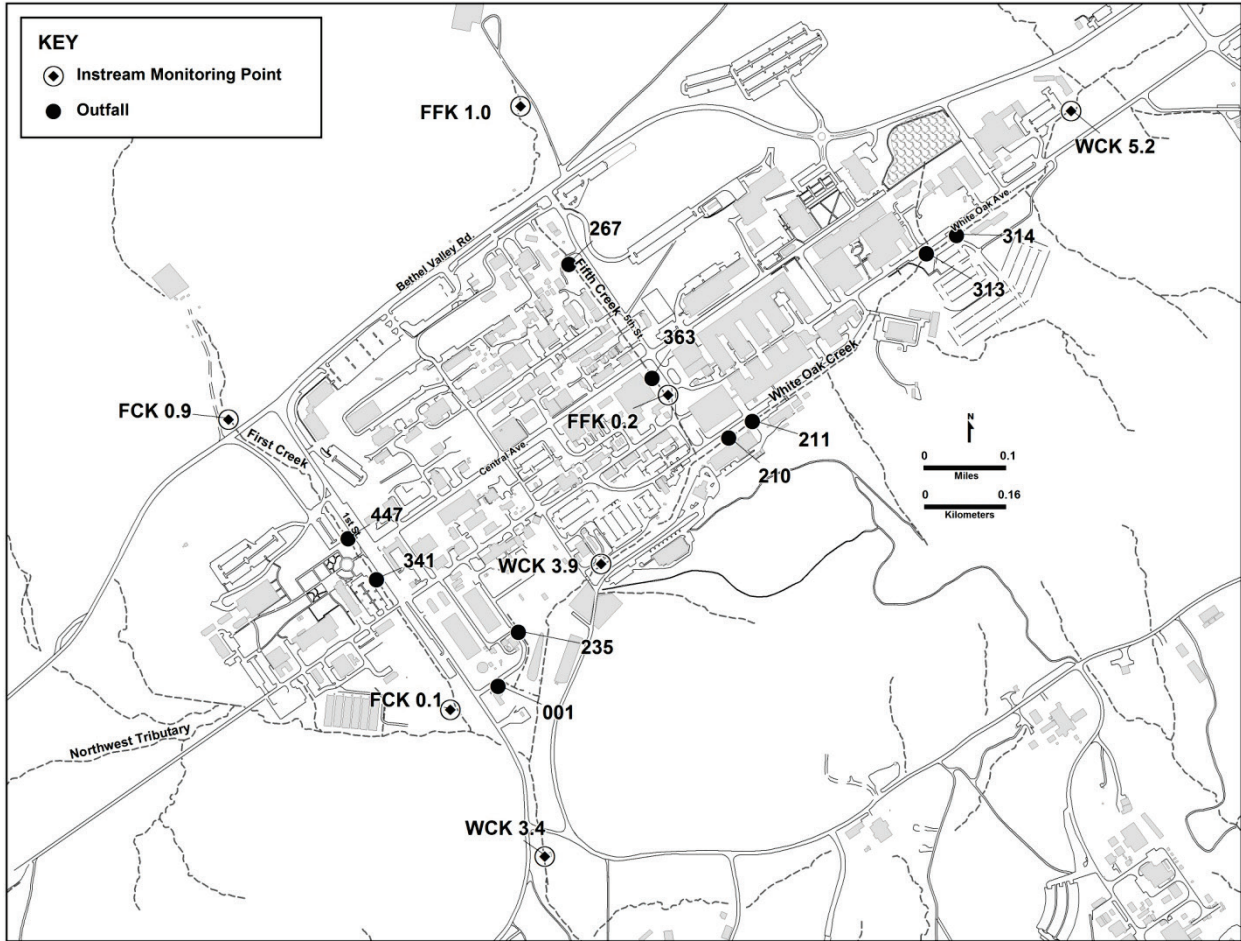 KEY
Instream Monitoring Point
Outfall
FFK 1.0
WCK 5.2
White Oak Ave.
267
314
Bethel Valley Rd.
Fifth Creek
313
5th St.
363
White Oak Creek
FCK 0.9
FFK 0.2
N
211
First Creek
Central Ave.
210
0 0.1
Miles
0 0.16
Kilometers
447
1st St.
341
WCK 3.9
235
FCK 0.1
001
Northwest Tributary
WCK 3.4